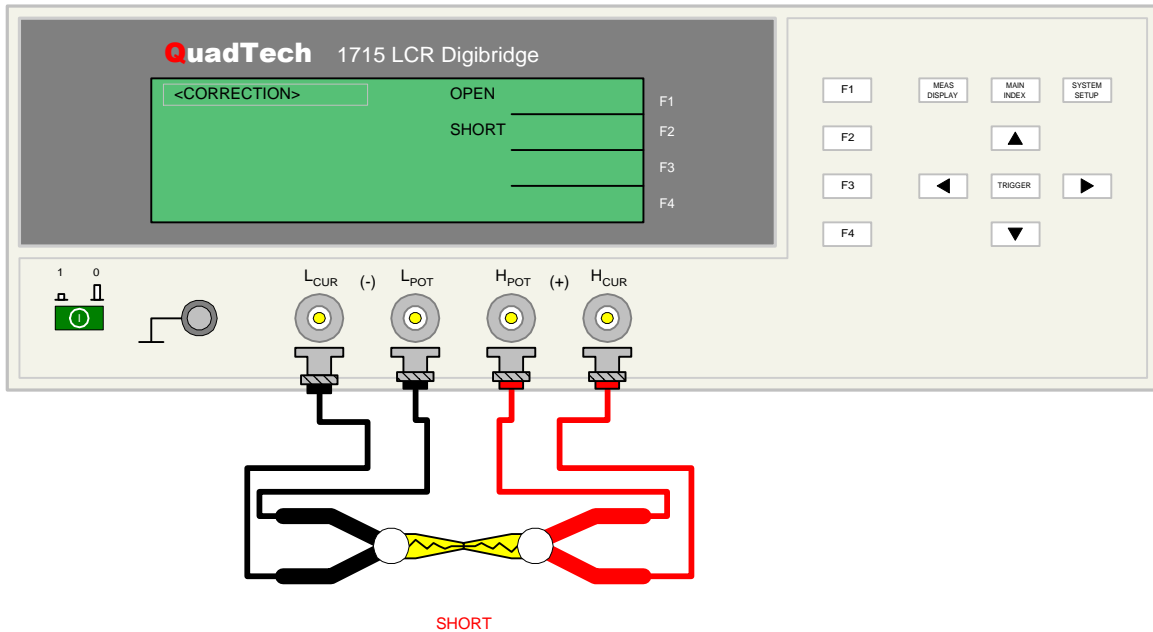 QuadTech 1715 LCR Digibridge
<CORRECTION> OPEN F1
SHORT F2
F3
F4
F1 MEAS DISPLAY MAIN INDEX SYSTEM SETUP
F2
F3 TRIGGER
F4
1 0
LCUR (-) LPOT HPOT (+) HCUR
SHORT